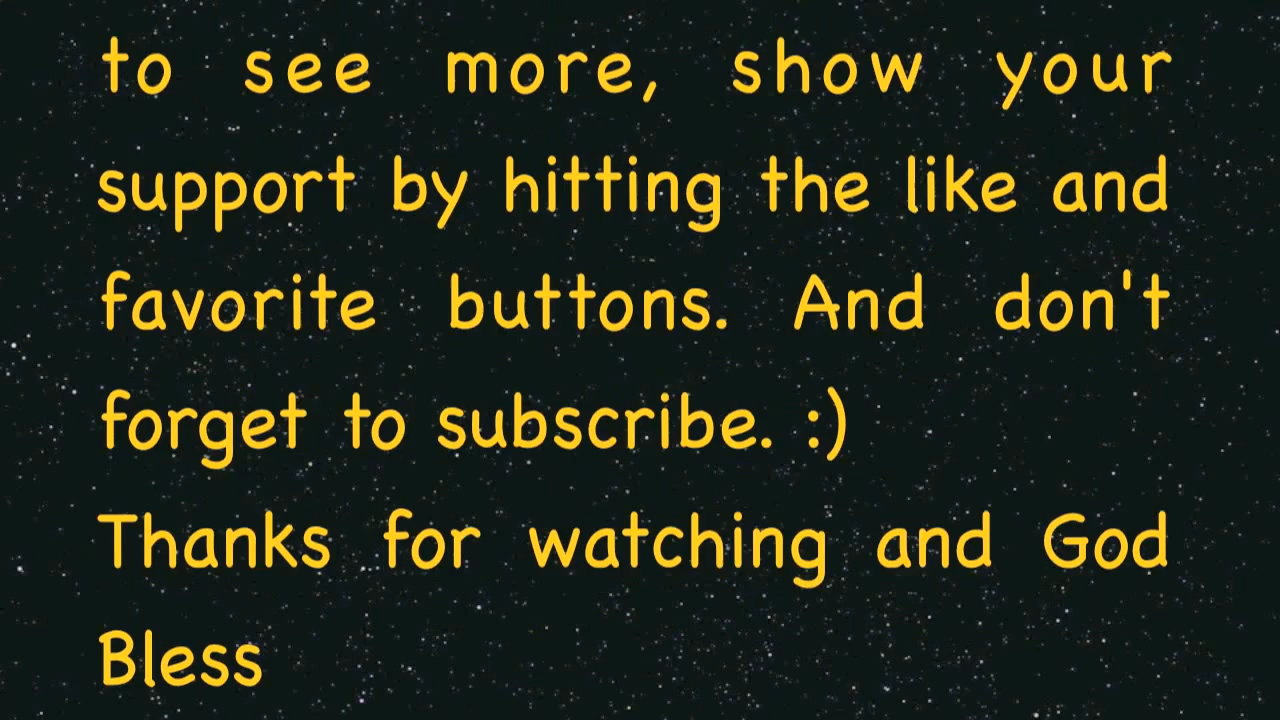 to see more, show your
support by hitting the like and
favorite buttons. And don't
forget to subscribe. :)
Thanks for watching and God
Bless